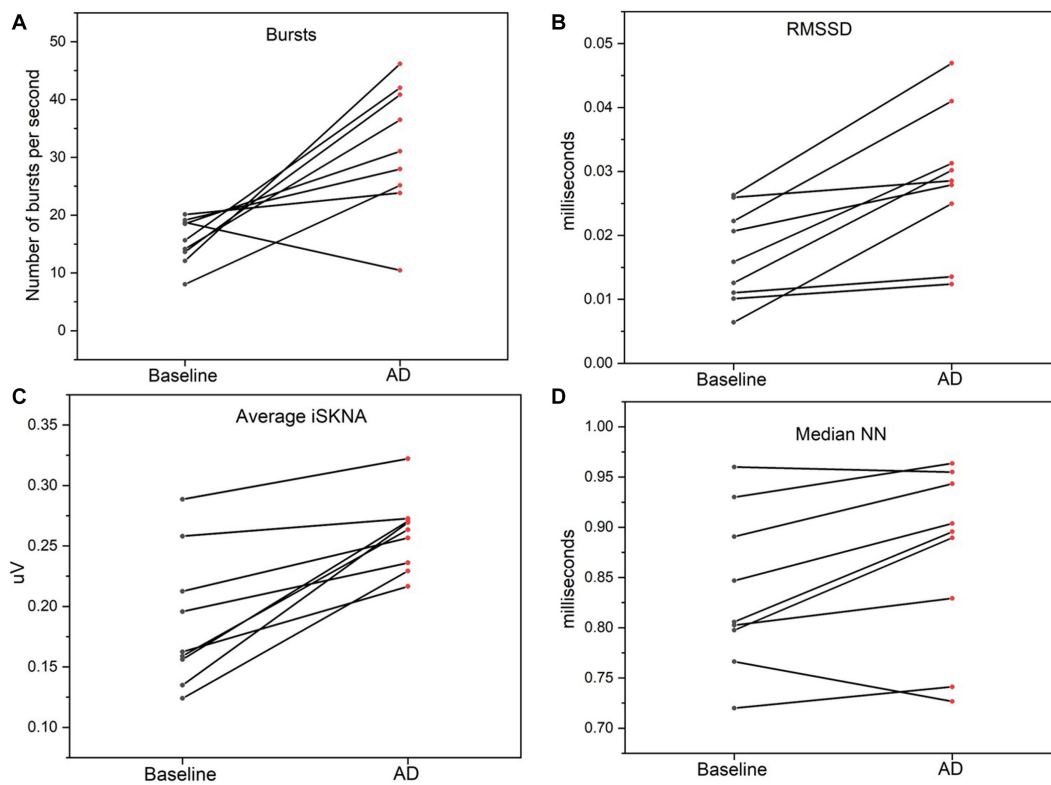 A
Bursts
Number of bursts per second
50
40
30
20
10
0
Baseline
AD
B
RMSSD
milliseconds
0.05
0.04
0.03
0.02
0.01
0.00
Baseline
AD
C
Average iSKNA
uV
0.35
0.30
0.25
0.20
0.15
0.10
Baseline
AD
D
Median NN
milliseconds
1.00
0.95
0.90
0.85
0.80
0.75
0.70
Baseline
AD